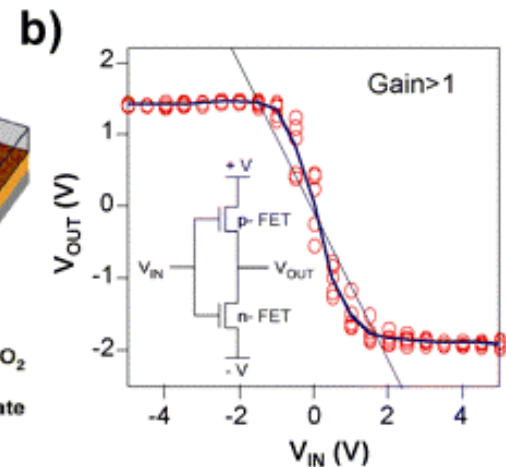 b)
2
1
0
-1
-2
V_OUT (V)
Gain>1
+ V
p- FET
V_IN
V_OUT
n- FET
- V
O₂
-4
-2
0
2
4
V_IN (V)